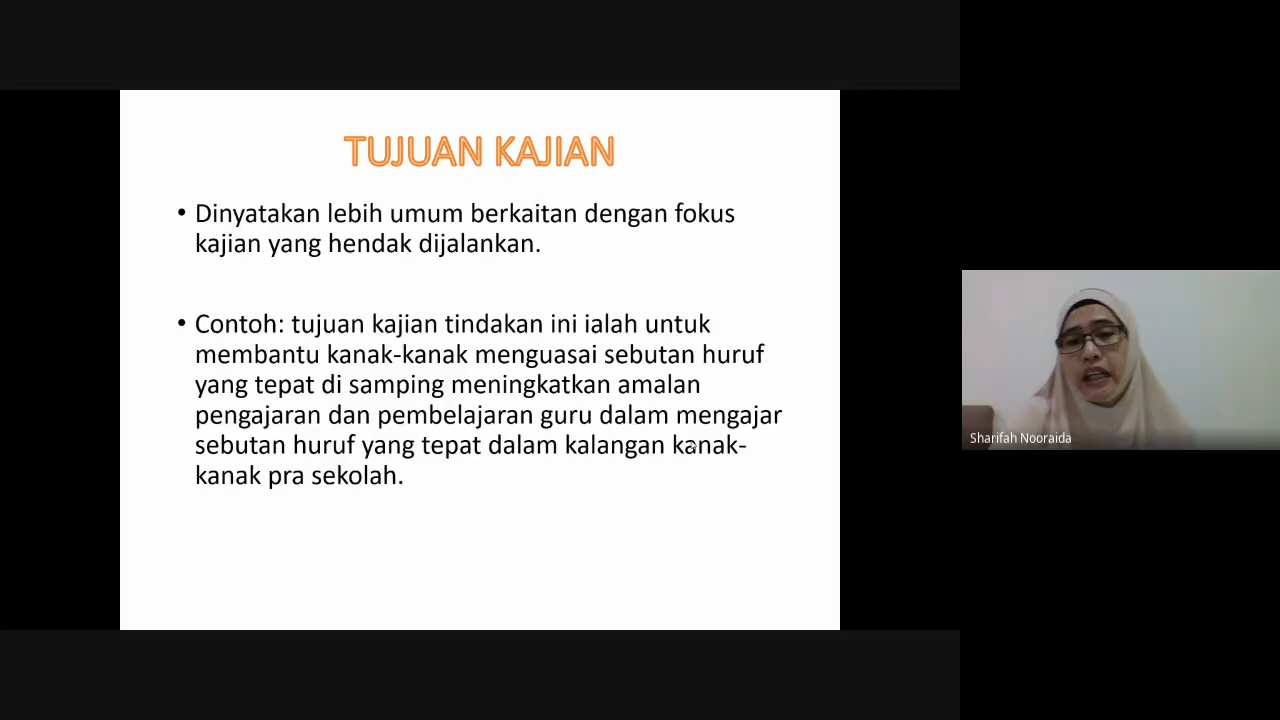 TUJUAN KAJIAN
• Dinyatakan lebih umum berkaitan dengan fokus
kajian yang hendak dijalankan.
• Contoh: tujuan kajian tindakan ini ialah untuk
membantu kanak-kanak menguasai sebutan huruf
yang tepat di samping meningkatkan amalan
pengajaran dan pembelajaran guru dalam mengajar
sebutan huruf yang tepat dalam kalangan kanak-
kanak pra sekolah.
Sharifah Nooraida